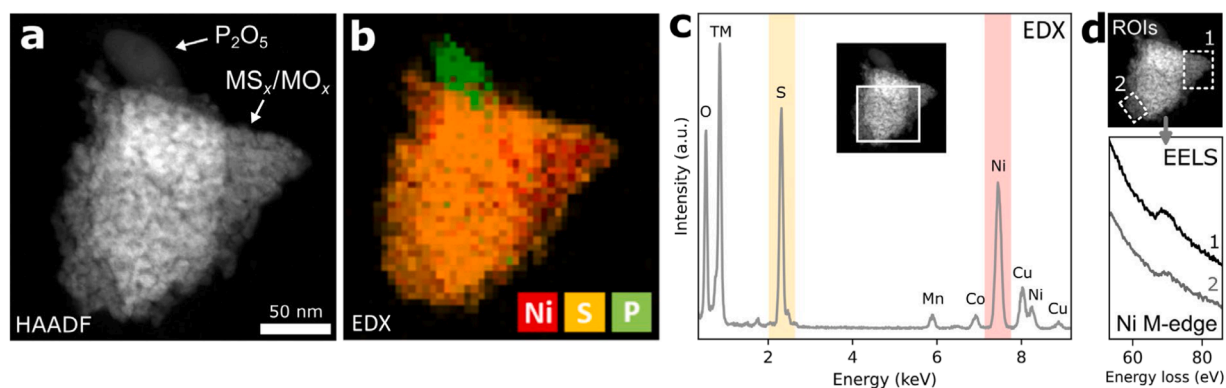 a
P₂O₅
MSₓ/MOₓ
HAADF
50 nm
b
EDX
Ni S P
c
EDX
TM
O
S
Ni
Mn
Co
Cu
Ni
Cu
Intensity (a.u.)
2 4 6 8
Energy (keV)
d
ROIs
1
2
EELS
1
2
Ni M-edge
60 80
Energy loss (eV)